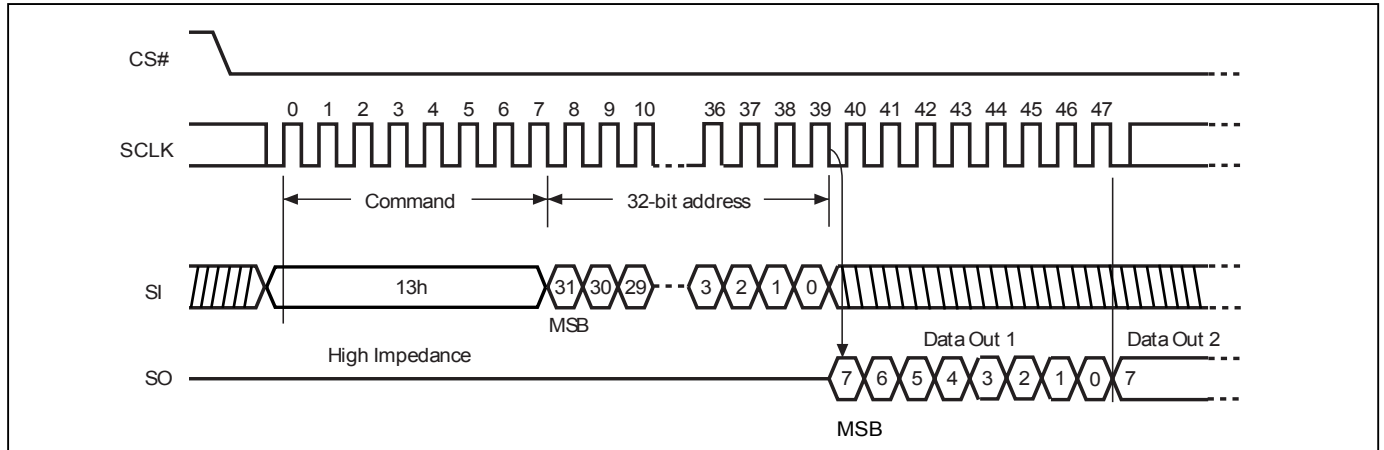 CS#
0 1 2 3 4 5 6 7 8 9 10 36 37 38 39 40 41 42 43 44 45 46 47
SCLK
Command 32-bit address
SI 13h 31 30 29 3 2 1 0
MSB
High Impedance Data Out 1 Data Out 2
SO 7 6 5 4 3 2 1 0 7
MSB